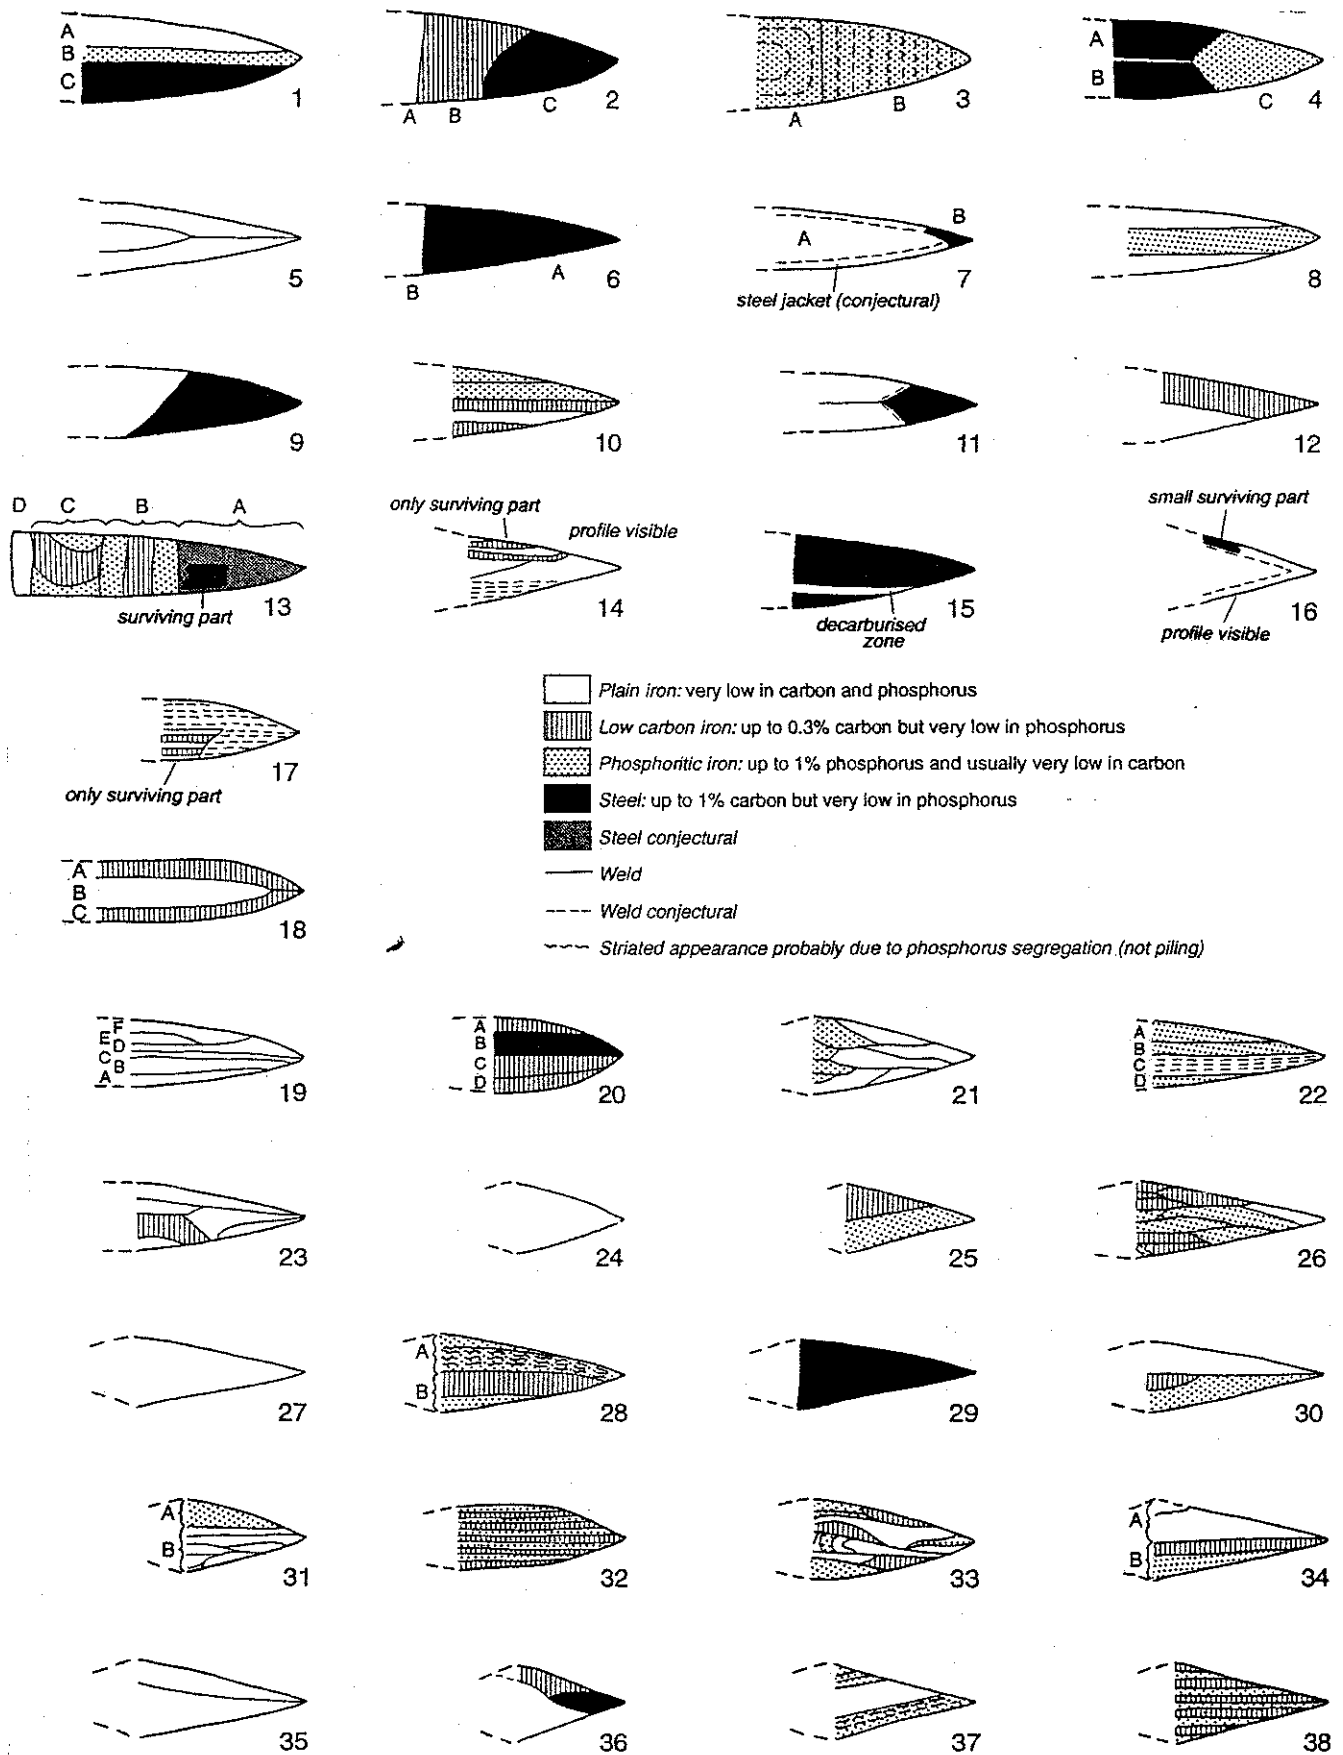 A
B
C
1
A
B
C
2
A
B
3
A
B
C
4
5
B
A
6
A
B
steel jacket (conjectural)
7
8
9
10
11
12
D C B A
surviving part
13
only surviving part
profile visible
14
decarburised
zone
15
small surviving part
profile visible
16
only surviving part
17
Plain iron: very low in carbon and phosphorus
Low carbon iron: up to 0.3% carbon but very low in phosphorus
Phosphoritic iron: up to 1% phosphorus and usually very low in carbon
Steel: up to 1% carbon but very low in phosphorus
Steel conjectural
Weld
Weld conjectural
Striated appearance probably due to phosphorus segregation (not piling)
A
B
C
18
F
E
D
C
B
A
19
A
B
C
D
20
21
A
B
C
D
22
23
24
25
26
27
A
B
28
29
30
A
B
31
32
33
A
B
34
35
36
37
38